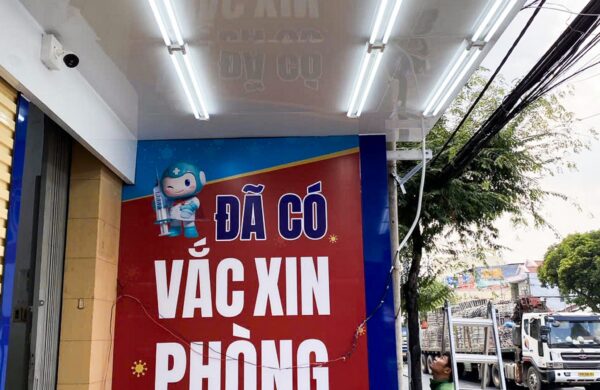 ĐÃ CÓ
VẮC XIN
PHÒNG